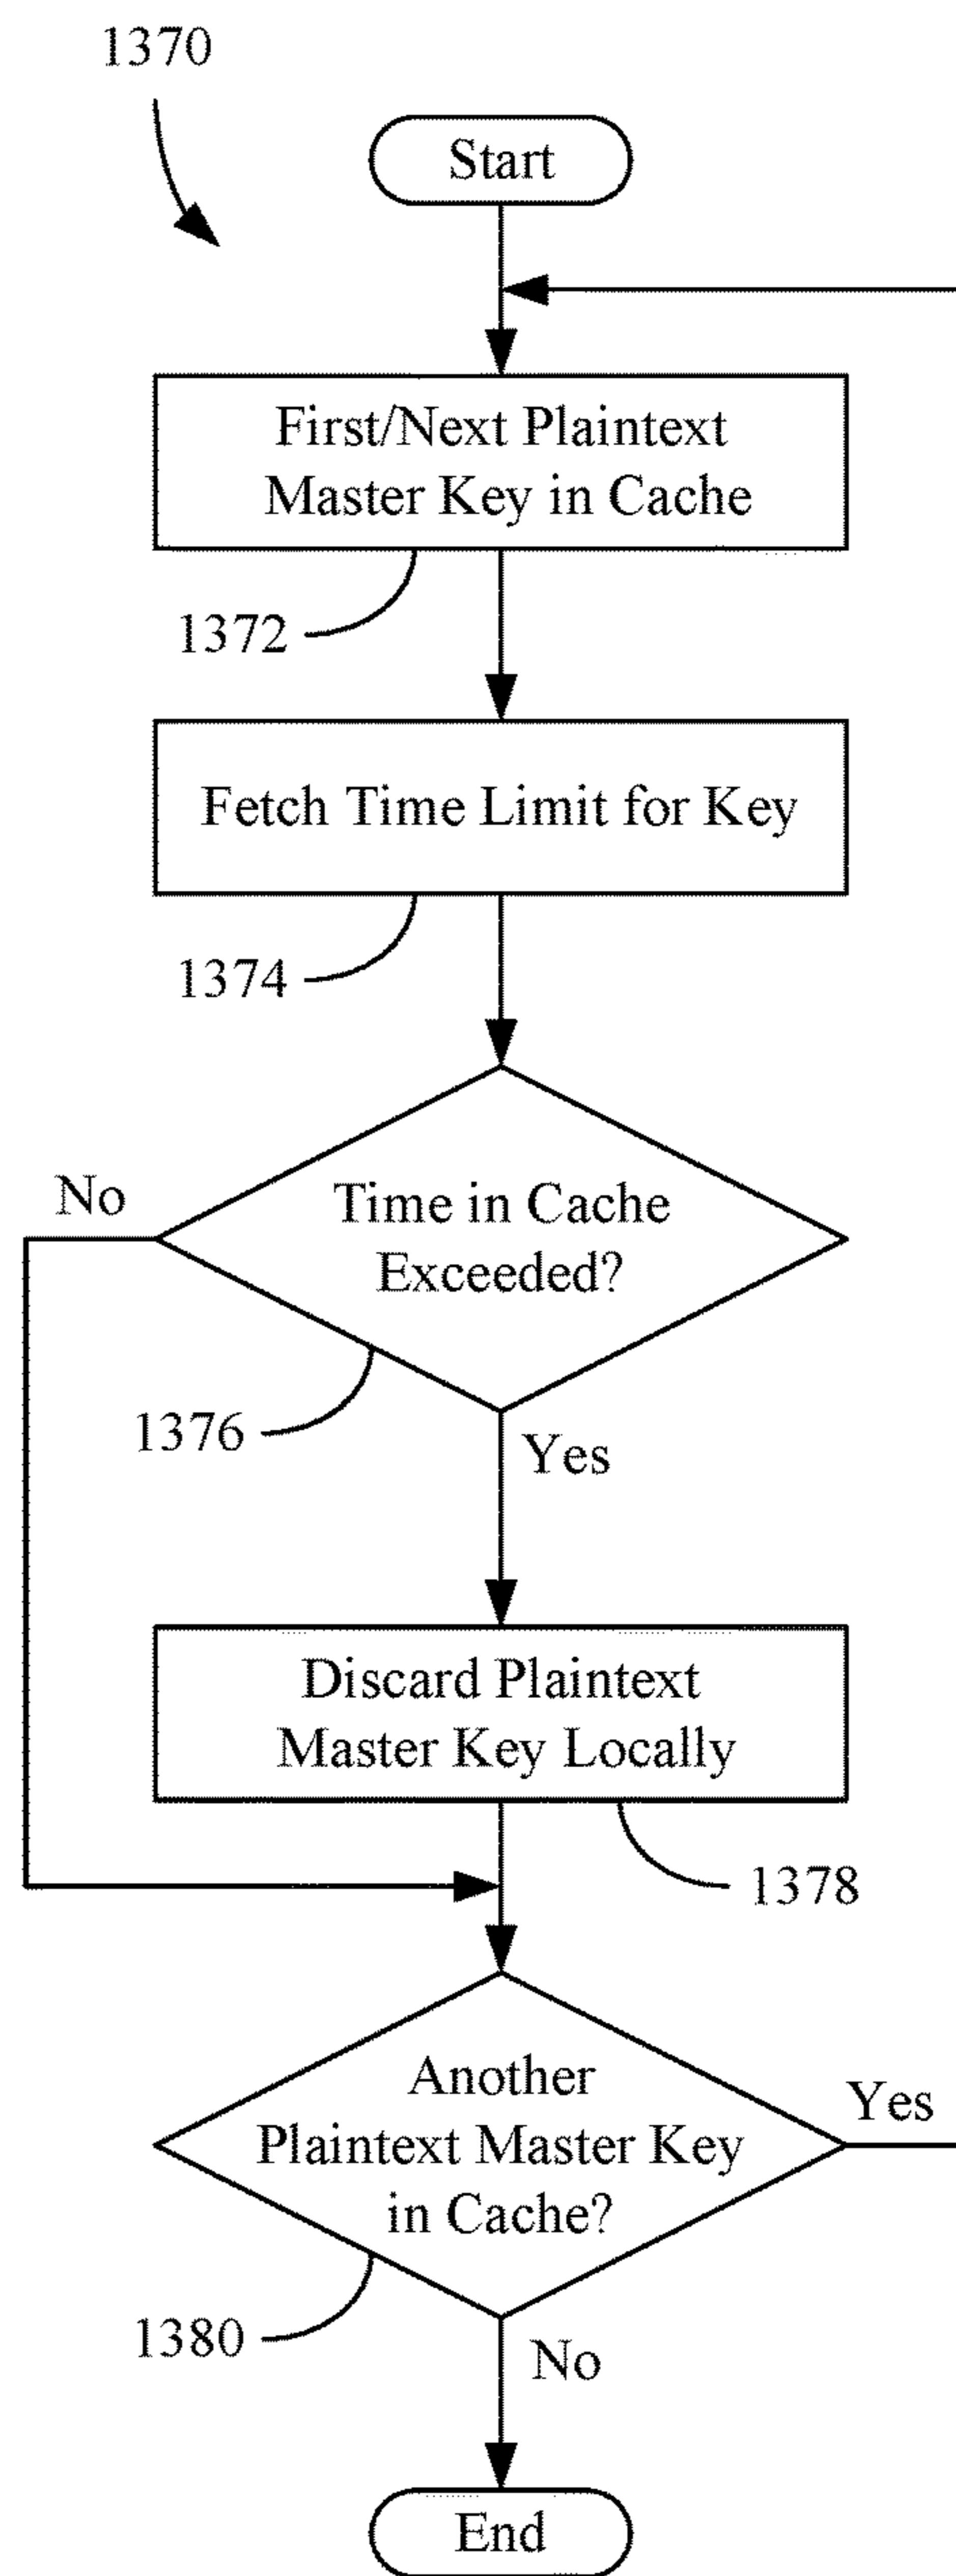 1370
Start
First/Next Plaintext
Master Key in Cache
1372
Fetch Time Limit for Key
1374
No
Time in Cache
Exceeded?
1376
Yes
Discard Plaintext
Master Key Locally
1378
Another
Plaintext Master Key
in Cache?
Yes
1380
No
End